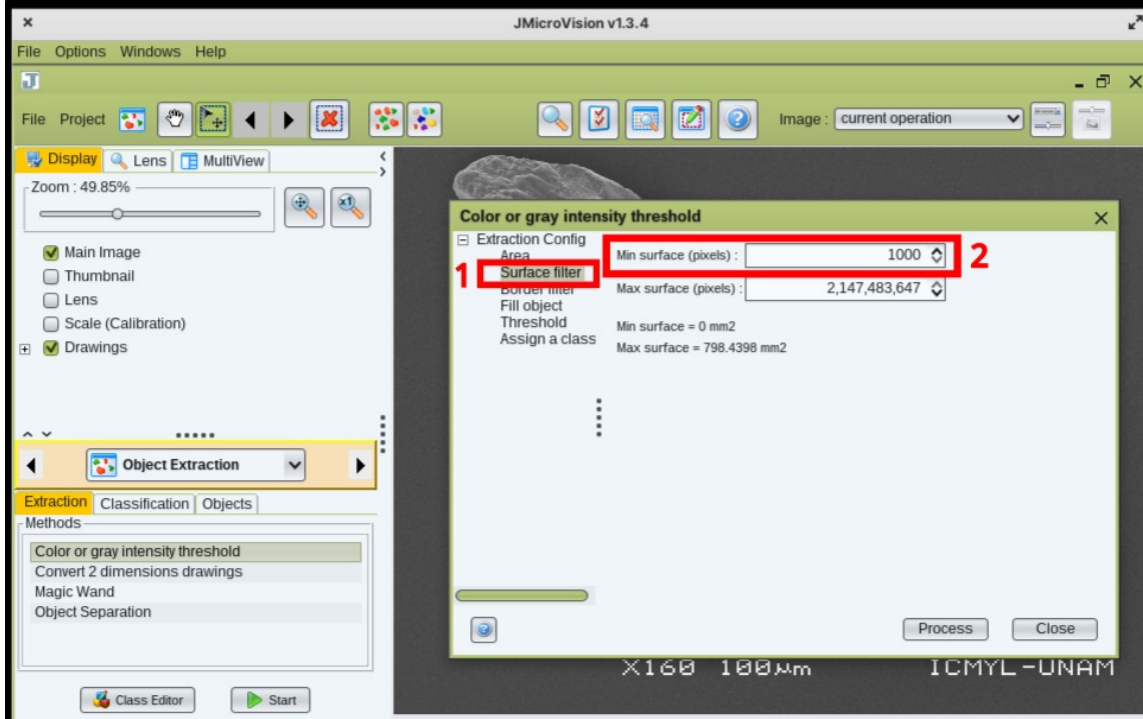 JMicroVision v1.3.4
File Options Windows Help
File Project
Image : current operation
Display Lens MultiView
Zoom : 49.85%
x1
Main Image
Thumbnail
Lens
Scale (Calibration)
Drawings
Object Extraction
Extraction Classification Objects
Methods
Color or gray intensity threshold
Convert 2 dimensions drawings
Magic Wand
Object Separation
Class Editor Start
Color or gray intensity threshold
Extraction Config
Area
1 Surface filter
Border filter
Fill object
Threshold
Assign a class
Min surface (pixels) : 1000 2
Max surface (pixels) : 2,147,483,647
Min surface = 0 mm2
Max surface = 798.4398 mm2
Process Close
X160 100µm ICMYL-UNAM